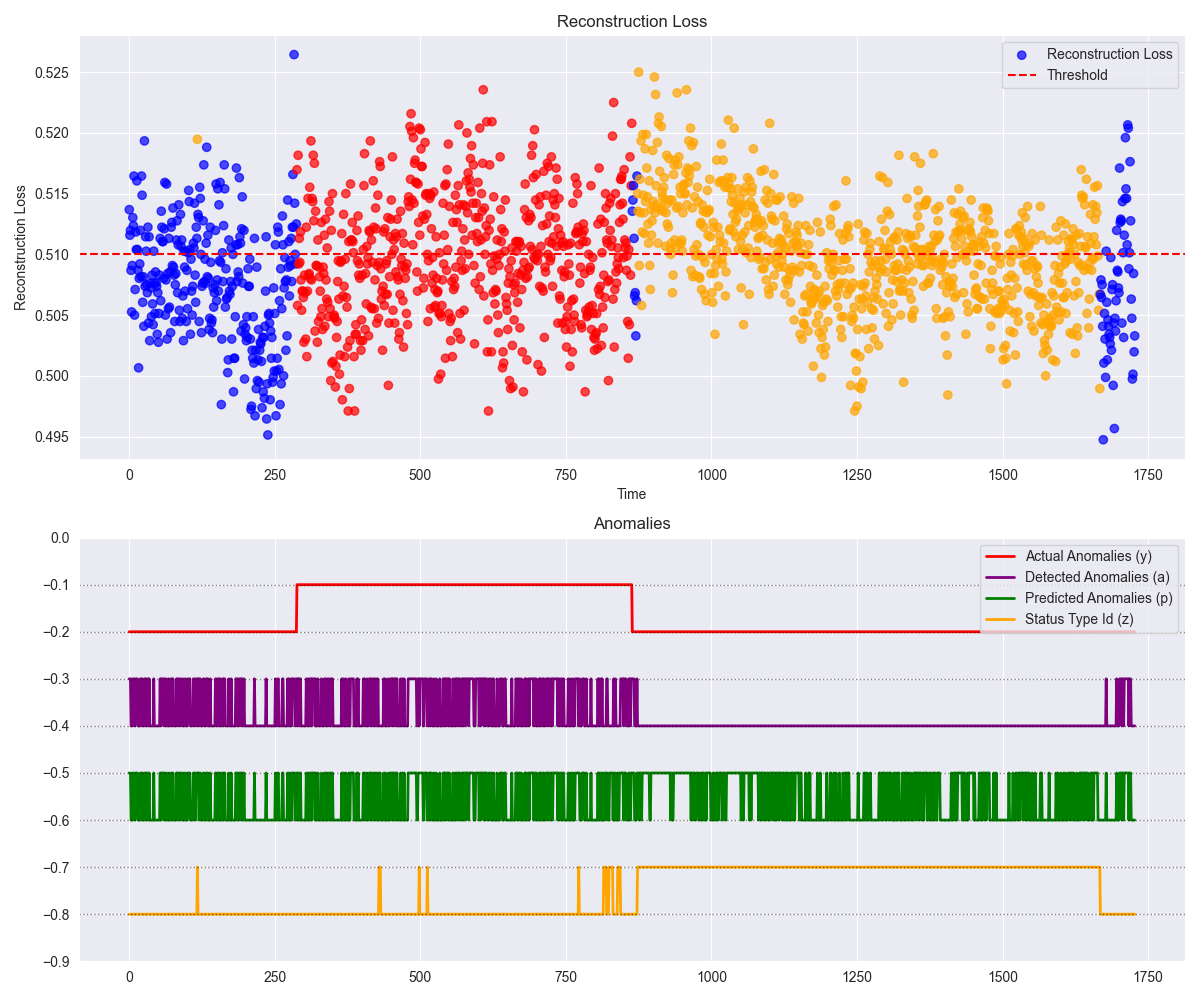 Reconstruction Loss
Reconstruction Loss
Threshold
Reconstruction Loss
0.525
0.520
0.515
0.510
0.505
0.500
0.495
0 250 500 750 1000 1250 1500 1750
Time
Anomalies
Actual Anomalies (y)
Detected Anomalies (a)
Predicted Anomalies (p)
Status Type Id (z)
0.0
−0.1
−0.2
−0.3
−0.4
−0.5
−0.6
−0.7
−0.8
−0.9
0 250 500 750 1000 1250 1500 1750